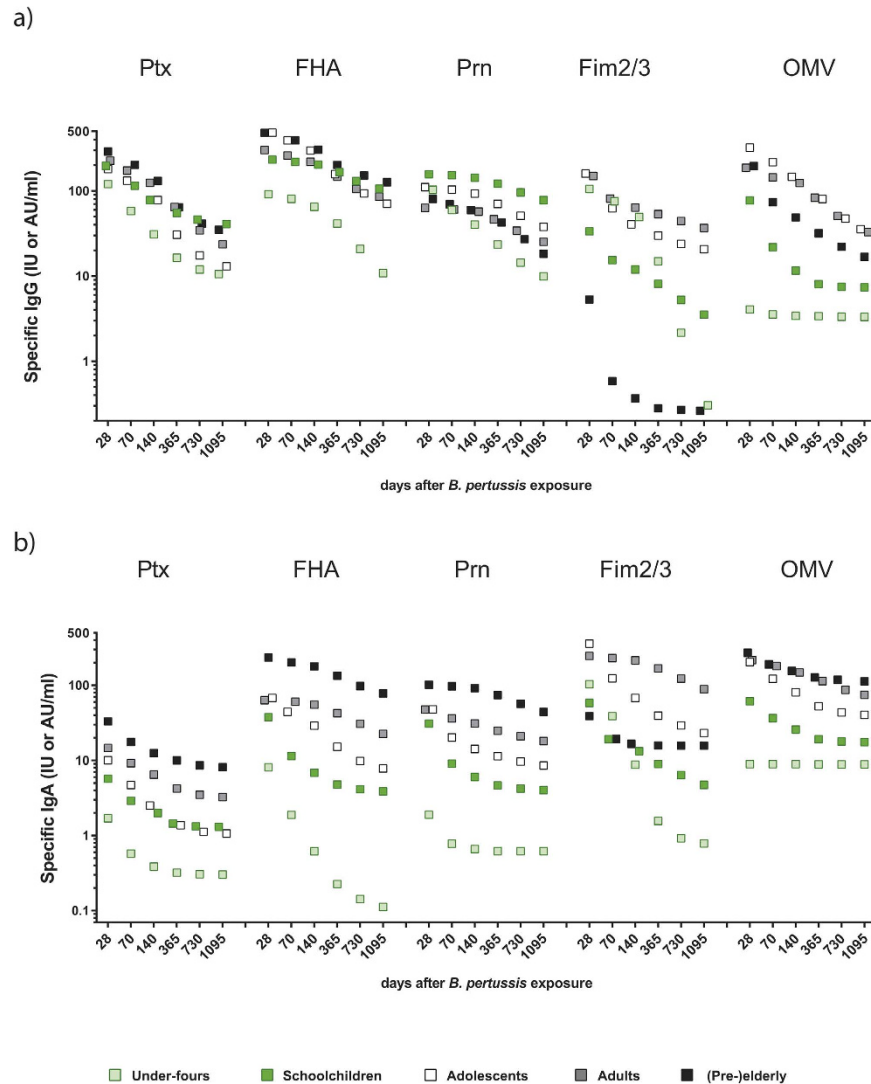 a)
Ptx FHA Prn Fim2/3 OMV
Specific IgG (IU or AU/ml)
500
100
10
1
28 70 140 365 730 1095 28 70 140 365 730 1095 28 70 140 365 730 1095 28 70 140 365 730 1095 28 70 140 365 730 1095
days after B. pertussis exposure
b)
Ptx FHA Prn Fim2/3 OMV
Specific IgA (IU or AU/ml)
500
100
10
1
0.1
28 70 140 365 730 1095 28 70 140 365 730 1095 28 70 140 365 730 1095 28 70 140 365 730 1095 28 70 140 365 730 1095
days after B. pertussis exposure
Under-fours Schoolchildren Adolescents Adults (Pre-)elderly